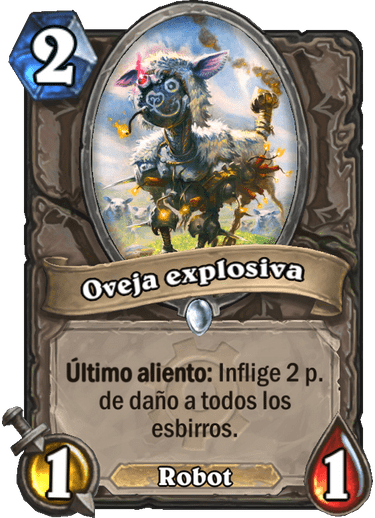 2
Oveja explosiva
Último aliento: Inflige 2 p.
de daño a todos los
esbirros.
1
Robot
1